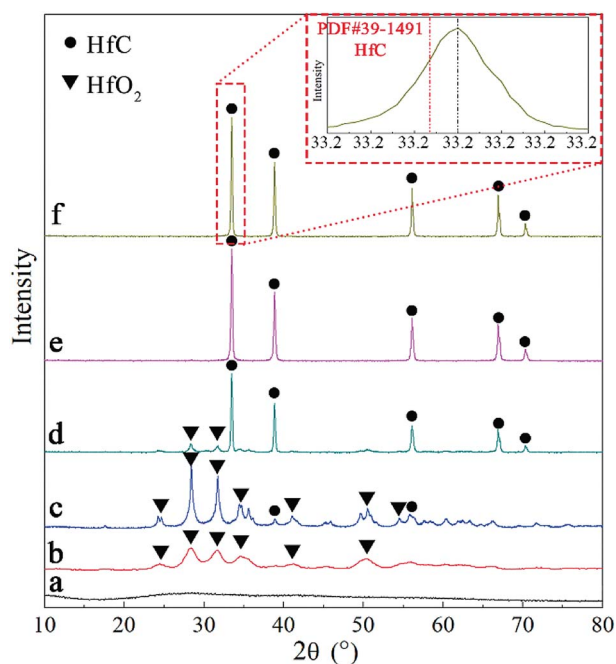 HfC
HfO₂
PDF#39-1491
HfC
Intensity
33.2 33.2 33.2 33.2 33.2 33.2 33.2
f
e
d
c
b
a
Intensity
10 20 30 40 50 60 70 80
2θ (°)